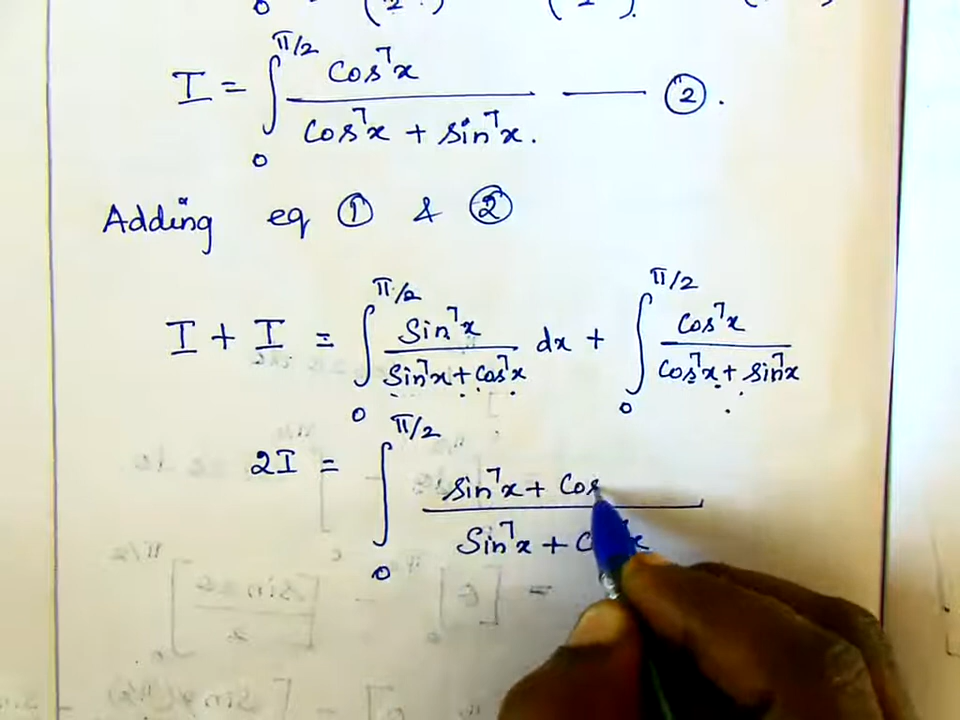 I = ∫₀^{π/2} Cos⁷x / (Cos⁷x + sin⁷x.) —— ②.
Adding eq ① & ②
I + I = ∫₀^{π/2} Sin⁷x / (Sin⁷x + Cos⁷x) dx + ∫₀^{π/2} Cos⁷x / (Cos⁷x + sin⁷x)
2I = ∫₀^{π/2} sin⁷x + Cos / Sin⁷x +